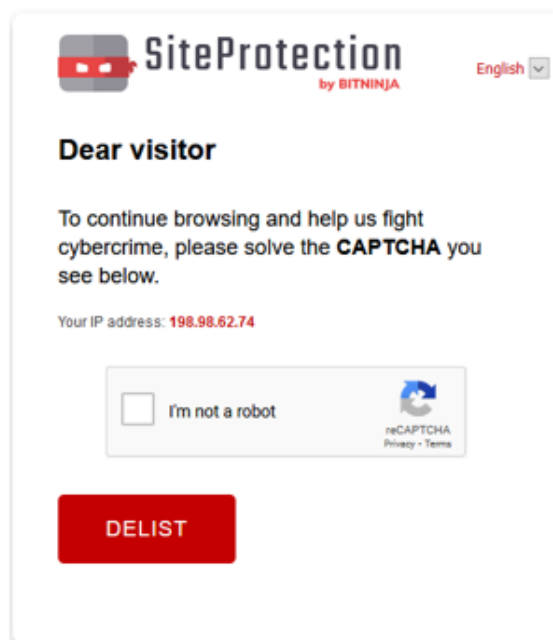 SiteProtection
by BITNINJA
English
Dear visitor
To continue browsing and help us fight
cybercrime, please solve the CAPTCHA you
see below.
Your IP address: 198.98.62.74
I'm not a robot
reCAPTCHA
Privacy - Terms
DELIST